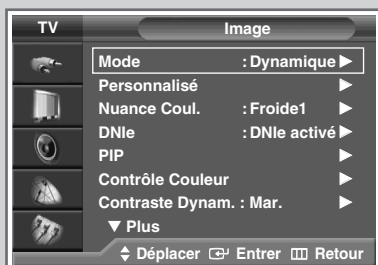 TV Image
Mode : Dynamique ▶
Personnalisé ▶
Nuance Coul. : Froide1 ▶
DNIe : DNIe activé ▶
PIP ▶
Contrôle Couleur ▶
Contraste Dynam. : Mar. ▶
▼ Plus
Déplacer Entrer Retour